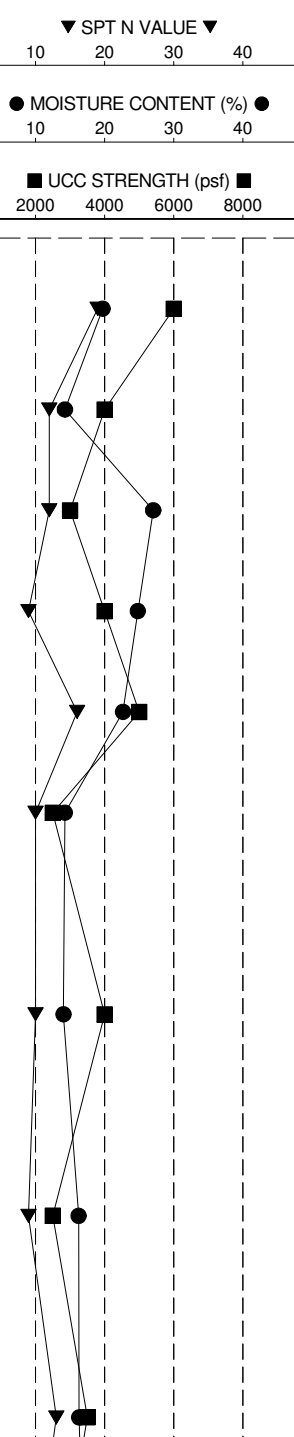 ▼ SPT N VALUE ▼
10 20 30 40
● MOISTURE CONTENT (%) ●
10 20 30 40
■ UCC STRENGTH (psf) ■
2000 4000 6000 8000